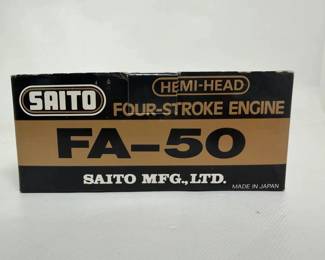 SAITO
HEMI-HEAD
FOUR-STROKE ENGINE
FA-50
SAITO MFG., LTD.
MADE IN JAPAN